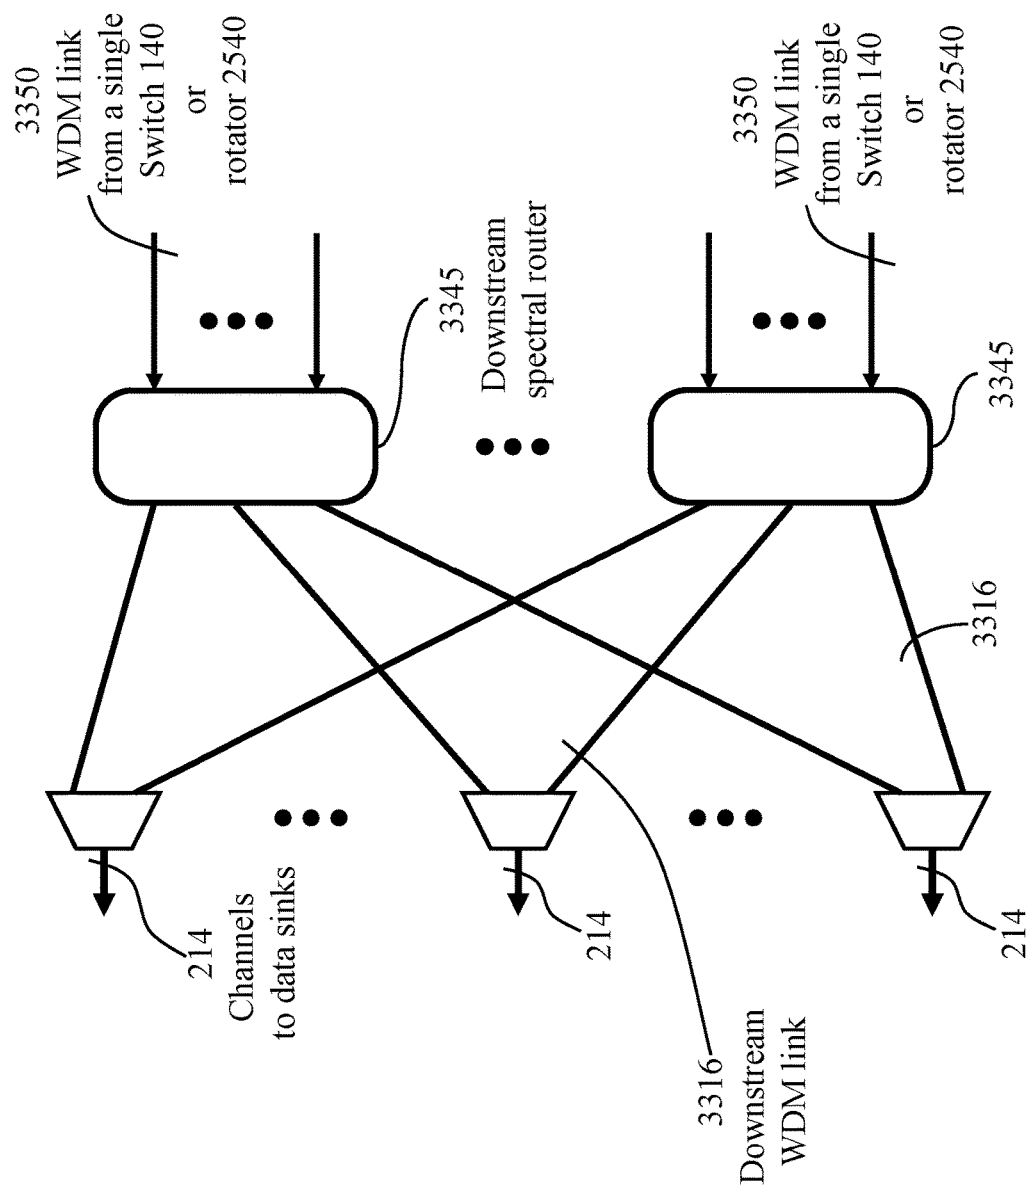 3350
WDM link
from a single
Switch 140
or
rotator 2540
3350
WDM link
from a single
Switch 140
or
rotator 2540
3345
Downstream
spectral router
3345
3316
214
Channels
to data sinks
214
214
3316
Downstream
WDM link